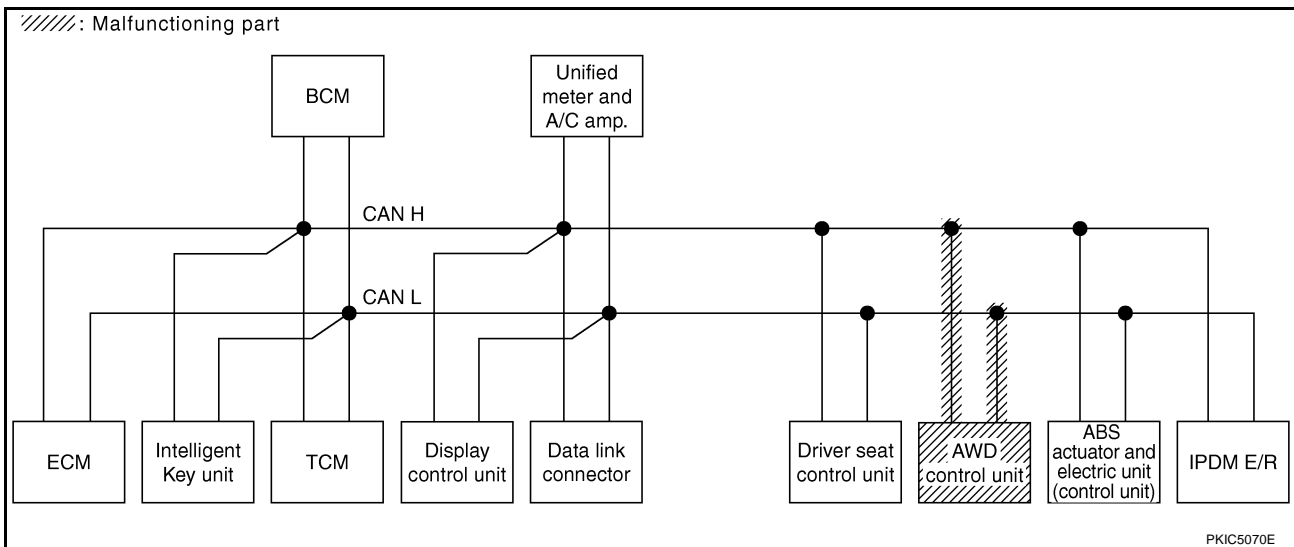 : Malfunctioning part
BCM
Unified
meter and
A/C amp.
CAN H
CAN L
ECM
Intelligent
Key unit
TCM
Display
control unit
Data link
connector
Driver seat
control unit
AWD
control unit
ABS
actuator and
electric unit
(control unit)
IPDM E/R
PKIC5070E